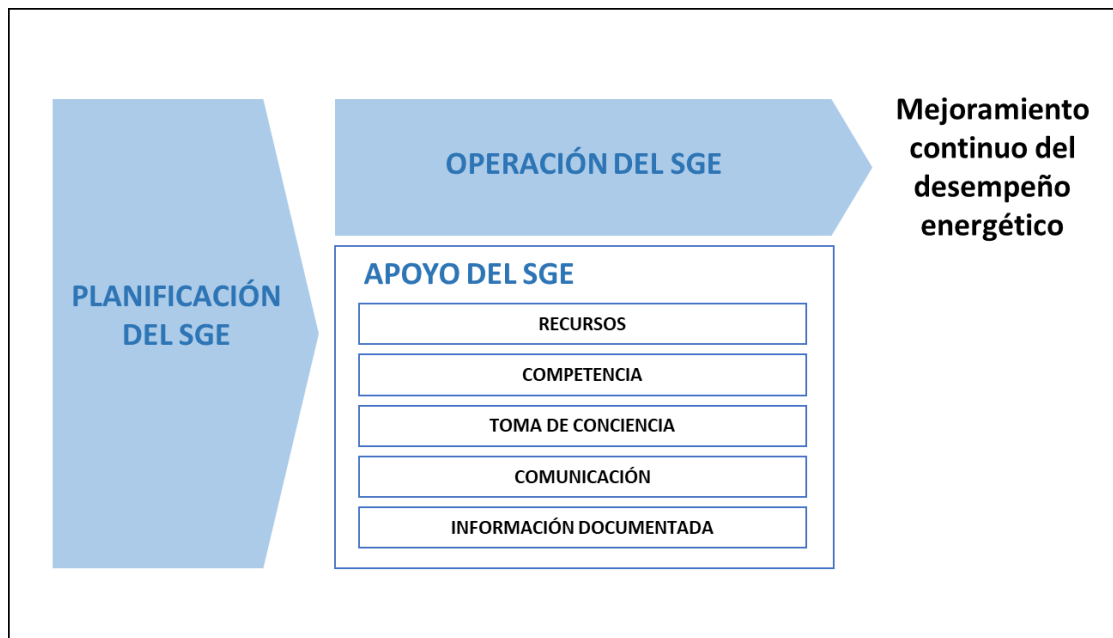 PLANIFICACIÓN
DEL SGE
OPERACIÓN DEL SGE
APOYO DEL SGE
RECURSOS
COMPETENCIA
TOMA DE CONCIENCIA
COMUNICACIÓN
INFORMACIÓN DOCUMENTADA
Mejoramiento
continuo del
desempeño
energético